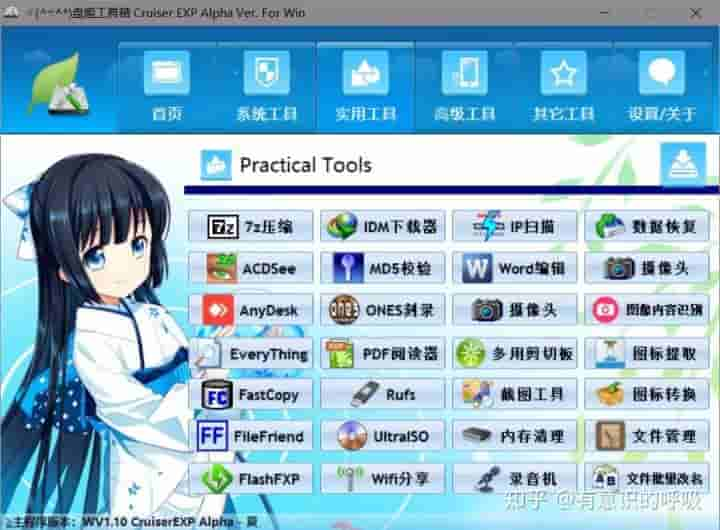 (^÷^*)盘姬工具箱 Cruiser EXP Alpha Ver. For Win
首页 系统工具 实用工具 高级工具 其它工具 设置/关于
Practical Tools
7z压缩 IDM下载器 IP扫描 数据恢复
ACDSee MD5校验 Word编辑 摄像头
AnyDesk ONES刻录 摄像头 图像内容识别
EveryThing PDF阅读器 多用剪切板 图标提取
FastCopy Rufs 截图工具 图标转换
FileFriend UltraISO 内存清理 文件管理
FlashFXP Wifi分享 录音机 文件批量改名
知乎 @有意识的呼吸
主程序版本: WV1.10 CruiserEXP Alpha - 夏